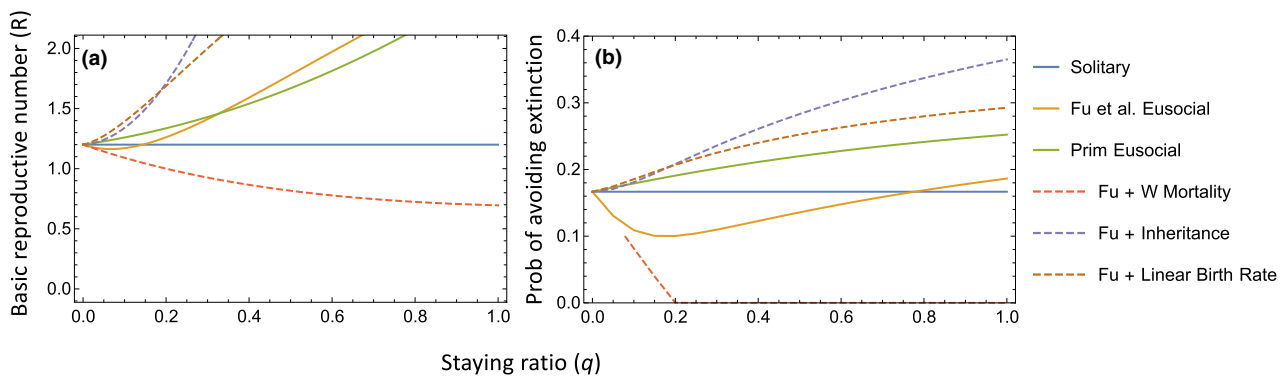 (a)
Basic reproductive number (R)
2.0
1.5
1.0
0.5
0.0
0.0 0.2 0.4 0.6 0.8 1.0
(b)
Prob of avoiding extinction
0.4
0.3
0.2
0.1
0.0
0.0 0.2 0.4 0.6 0.8 1.0
Staying ratio (q)
Solitary
Fu et al. Eusocial
Prim Eusocial
Fu + W Mortality
Fu + Inheritance
Fu + Linear Birth Rate